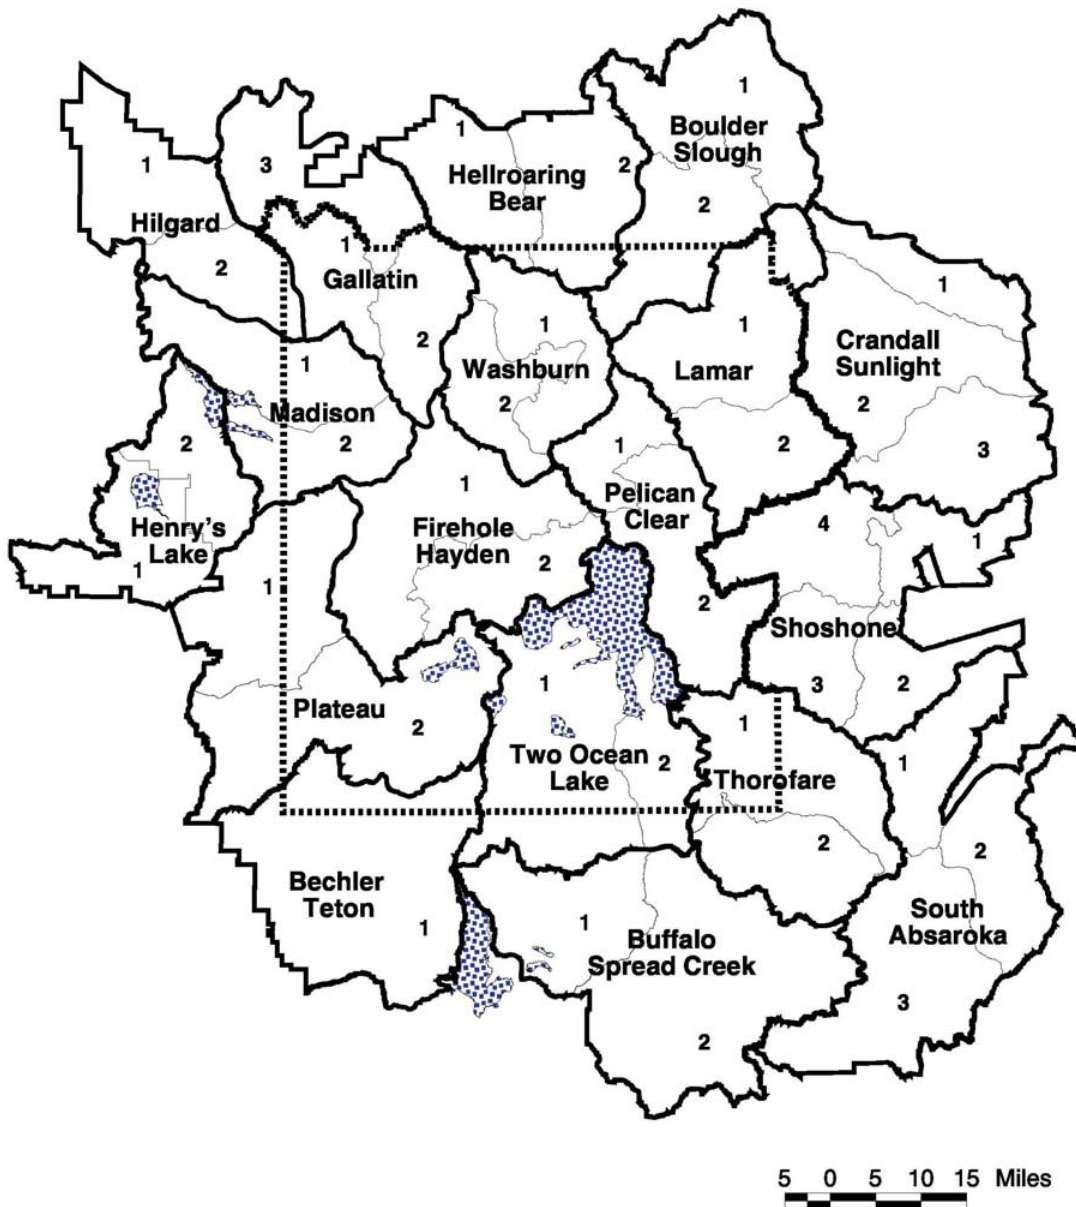 1
Boulder
Slough
2
1
Hellroaring
Bear
2
3
1
Hilgard
2
1
Gallatin
2
1
Washburn
2
1
Lamar
2
1
Crandall
Sunlight
2
3
1
Madison
2
2
Henry's
Lake
1
1
Firehole
Hayden
2
1
Pelican
Clear
2
4
1
Shoshone
3
2
1
Plateau
2
1
Two Ocean
Lake
2
1
Thorofare
2
1
2
South
Absaroka
3
Bechler
Teton
1
1
Buffalo
Spread Creek
2
5 0 5 10 15 Miles